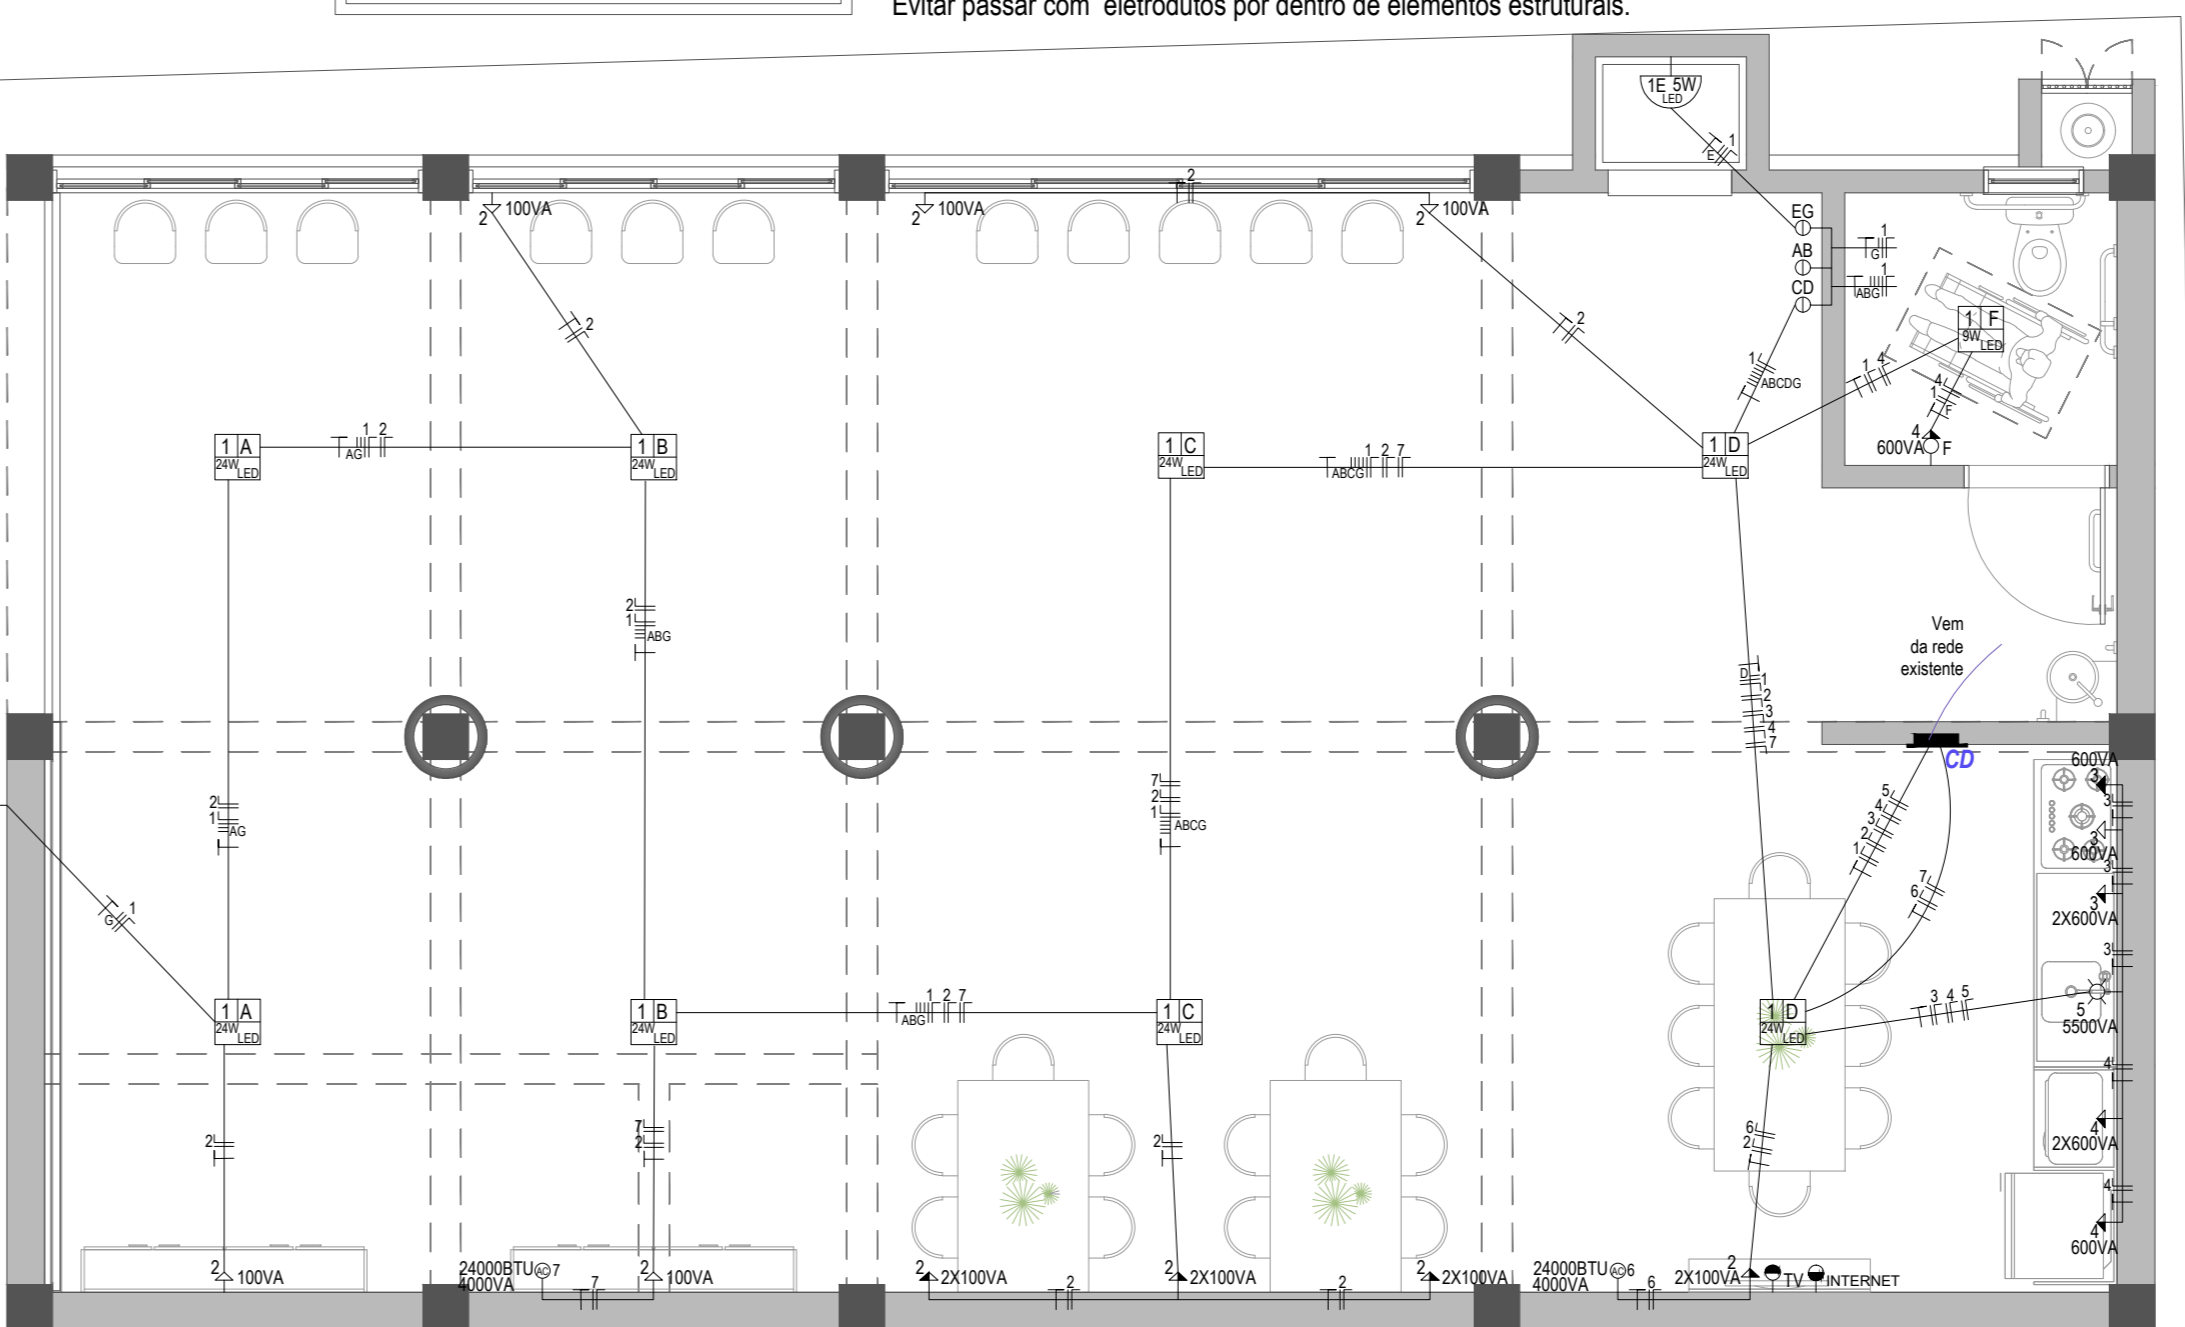 Evitar passar com eletrodutos por dentro de elementos estruturais.
1E 5W
LED
1
E
2
2 100VA
2 100VA
2 100VA
EG
AB
CD
1
G
1
ABG
2
2
1
ABCDG
1 F
9W LED
1 4
4
1
F
4
600VA F
1 A
24W LED
1 2
AG
1 B
24W LED
1 C
24W LED
1 2 7
ABCG
1 D
24W LED
2
1
ABG
Vem
da rede
existente
D
1
2
3
4
7
CD
600VA
3
3
3
600VA
3
3
2X600VA
3
5
4
3
2
1
7
6
7
2
1
ABCG
2
1
AG
1
G
1 A
24W LED
1 B
24W LED
1 2 7
ABG
1 C
24W LED
1 D
24W LED
3 4 5
5
5500VA
4
4
2X600VA
4
4
600VA
2
7
2
2
6
2
2 100VA
24000BTU AC 7
4000VA
7
2 100VA
2 2X100VA
2
2 2X100VA
2
2 2X100VA
24000BTU AC 6
4000VA
6
2
2X100VA
TV
INTERNET